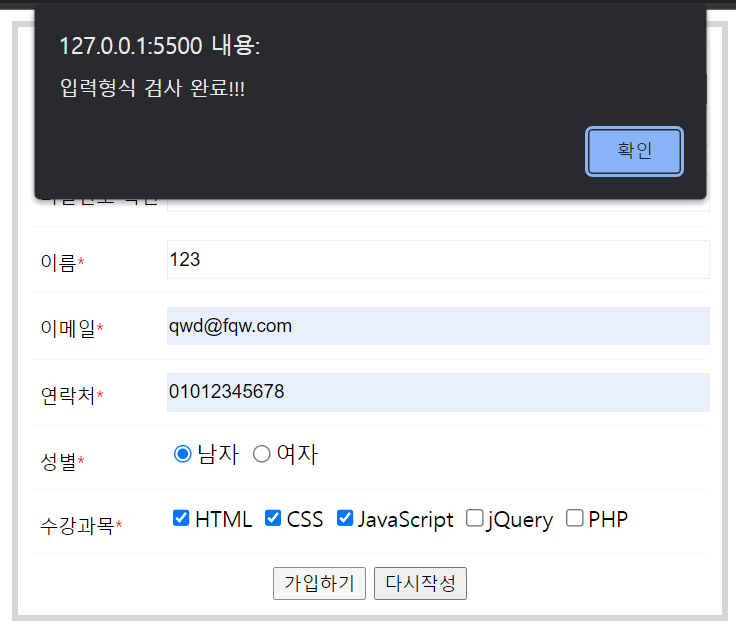 127.0.0.1:5500 내용:
입력형식 검사 완료!!!
확인
이름* 123
이메일* qwd@fqw.com
연락처* 01012345678
성별* 남자 여자
수강과목* HTML CSS JavaScript jQuery PHP
가입하기 다시작성